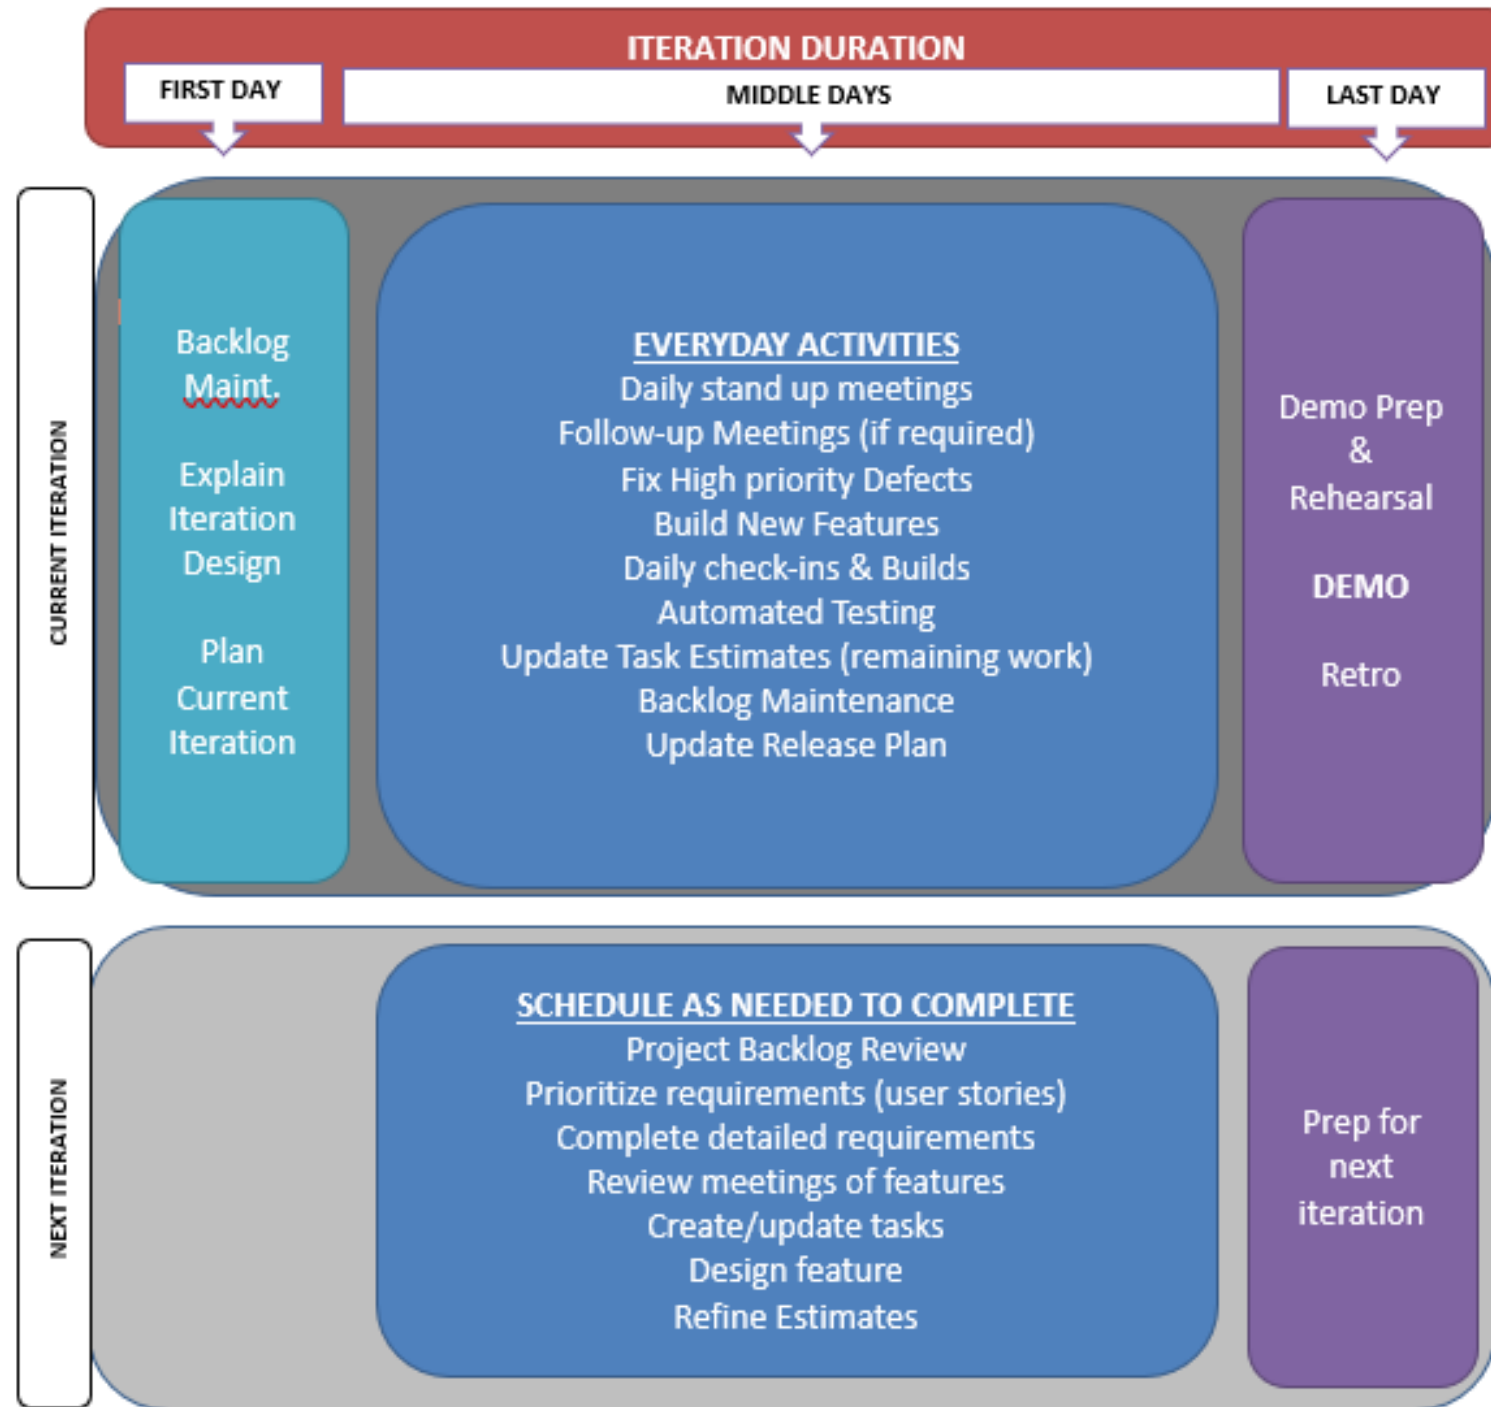 ITERATION DURATION
FIRST DAY
MIDDLE DAYS
LAST DAY
CURRENT ITERATION
Backlog
Maint.
Explain
Iteration
Design
Plan
Current
Iteration
EVERYDAY ACTIVITIES
Daily stand up meetings
Follow-up Meetings (if required)
Fix High priority Defects
Build New Features
Daily check-ins & Builds
Automated Testing
Update Task Estimates (remaining work)
Backlog Maintenance
Update Release Plan
Demo Prep
&
Rehearsal
DEMO
Retro
NEXT ITERATION
SCHEDULE AS NEEDED TO COMPLETE
Project Backlog Review
Prioritize requirements (user stories)
Complete detailed requirements
Review meetings of features
Create/update tasks
Design feature
Refine Estimates
Prep for
next
iteration